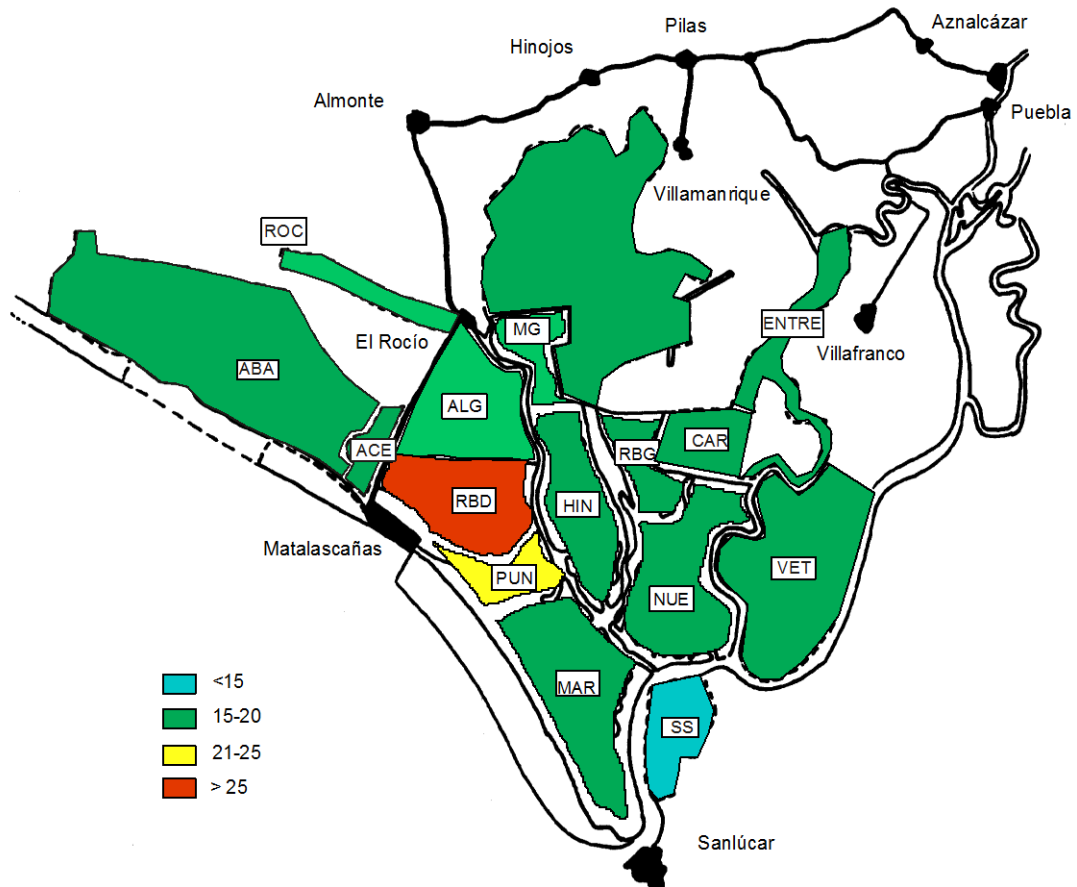 Aznalcázar
Pilas
Hinojos
Almonte
Puebla
Villamanrique
ROC
MG
ENTRE
El Rocío
Villafranco
ABA
ALG
ACE
RBG
CAR
RBD
HIN
Matalascañas
PUN
VET
NUE
MAR
SS
<15
15-20
21-25
> 25
Sanlúcar